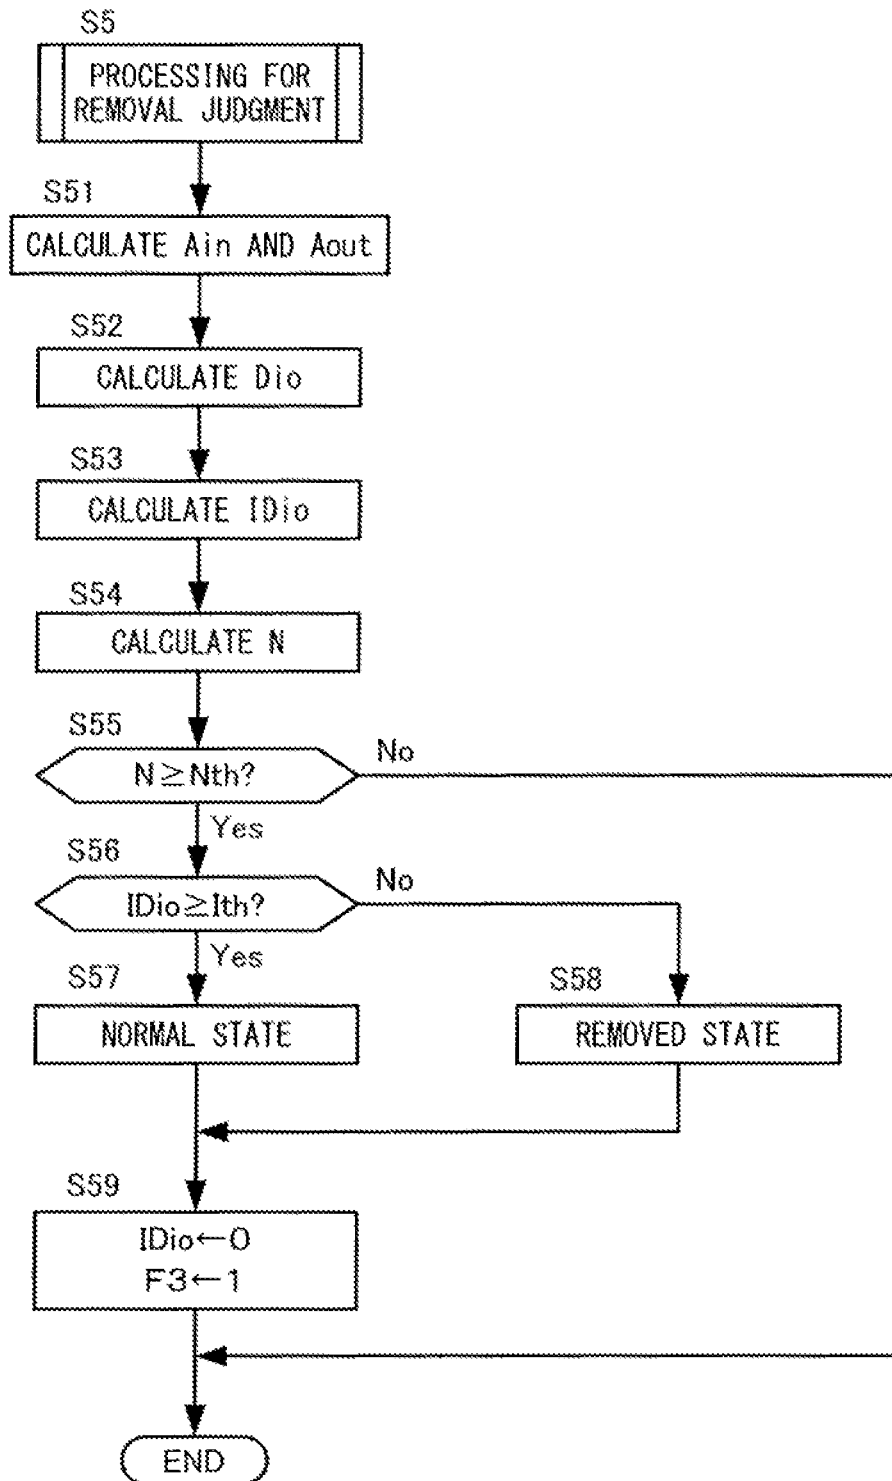 S5
PROCESSING FOR
REMOVAL JUDGMENT
S51
CALCULATE Ain AND Aout
S52
CALCULATE Dio
S53
CALCULATE IDio
S54
CALCULATE N
S55
N≧Nth?
No
Yes
S56
IDio≧Ith?
No
Yes
S57
NORMAL STATE
S58
REMOVED STATE
S59
IDio←0
F3←1
END